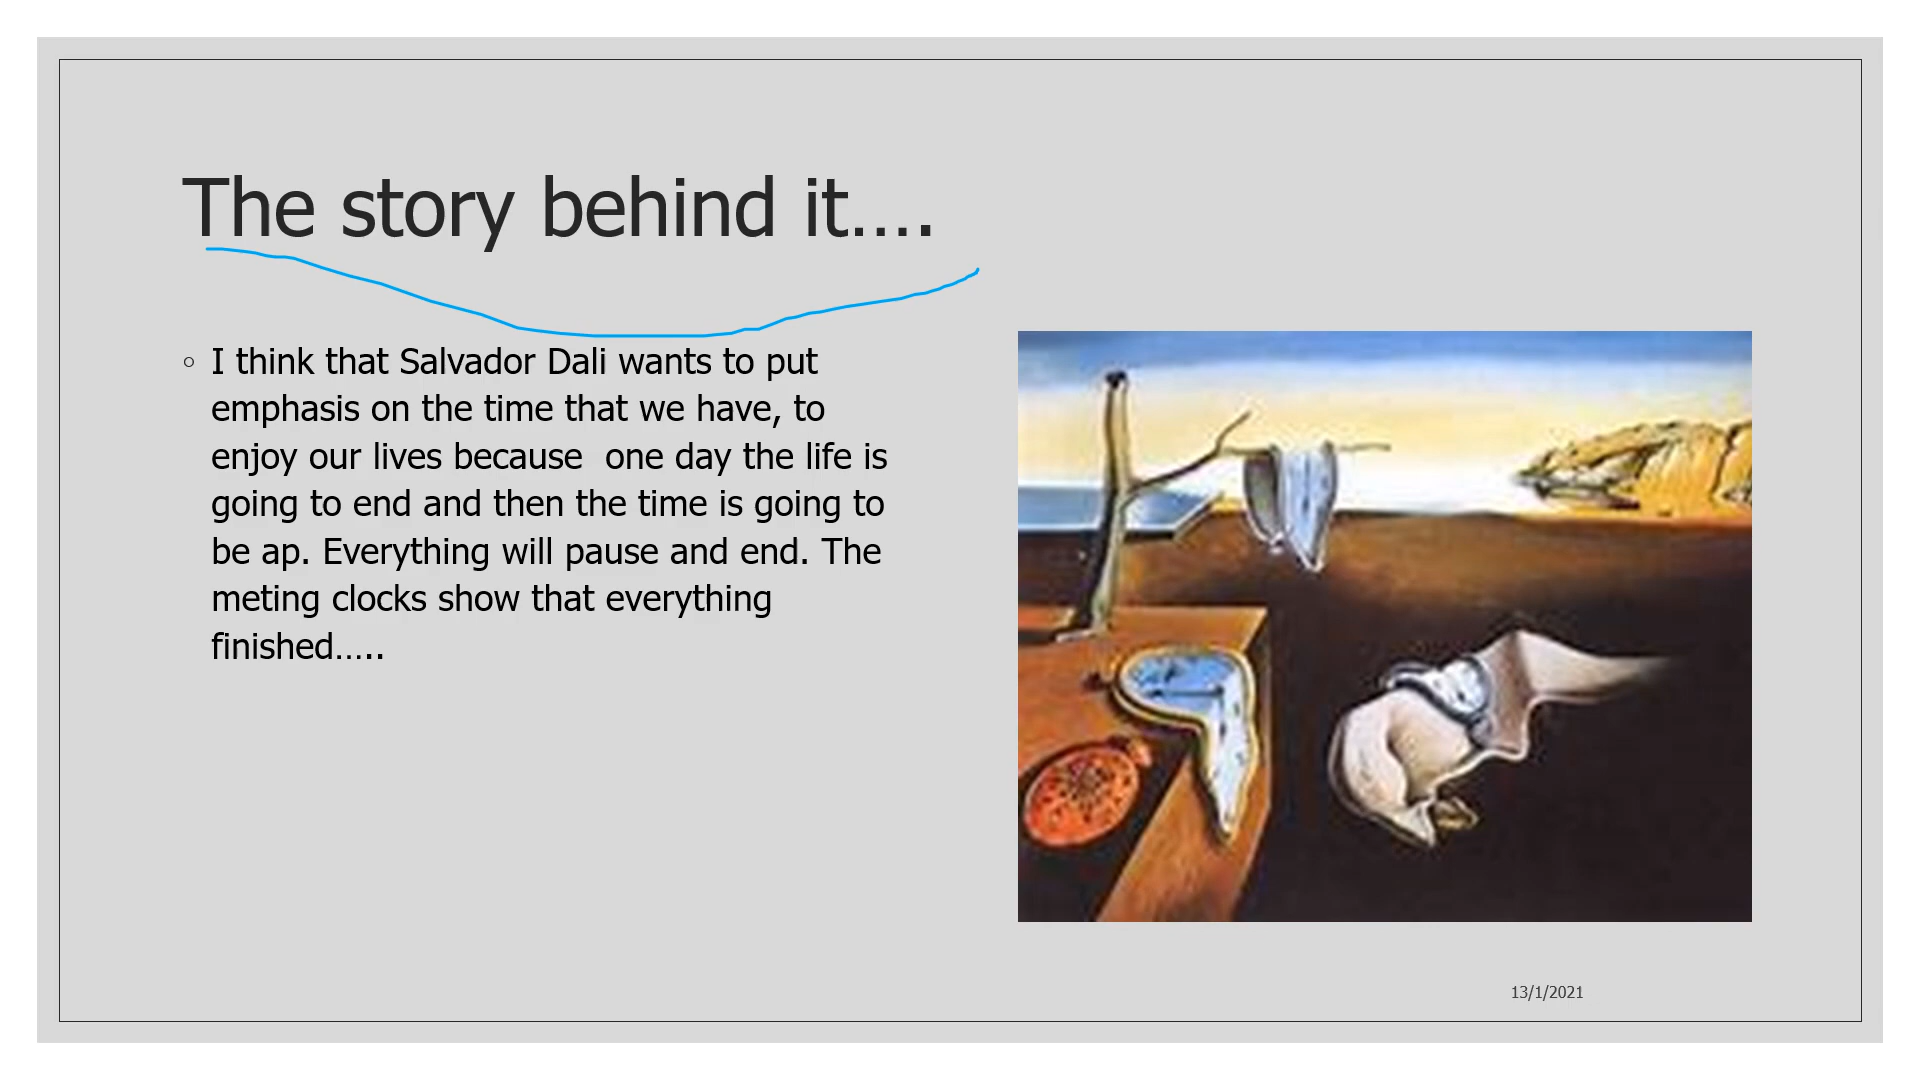 The story behind it….
◦ I think that Salvador Dali wants to put
emphasis on the time that we have, to
enjoy our lives because  one day the life is
going to end and then the time is going to
be ap. Everything will pause and end. The
meting clocks show that everything
finished…..
13/1/2021